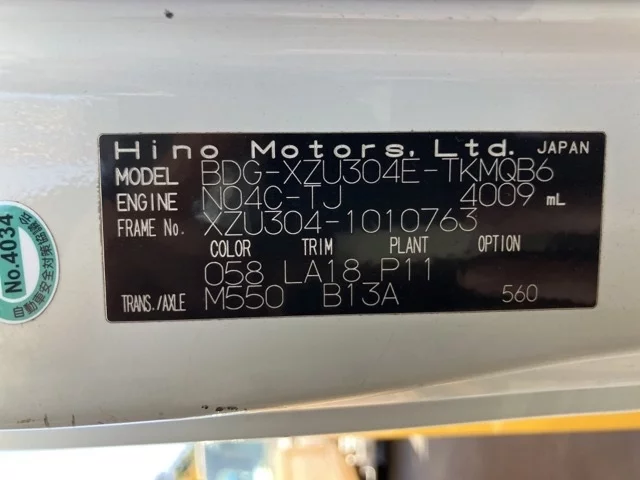 Hino Motors, Ltd. JAPAN
MODEL BDG-XZU304E-TKMQB6
ENGINE N04C-TJ 4009 mL
FRAME No. XZU304-1010763
COLOR TRIM PLANT OPTION
058 LA18 P11
TRANS./AXLE M550 B13A 560
No.4034